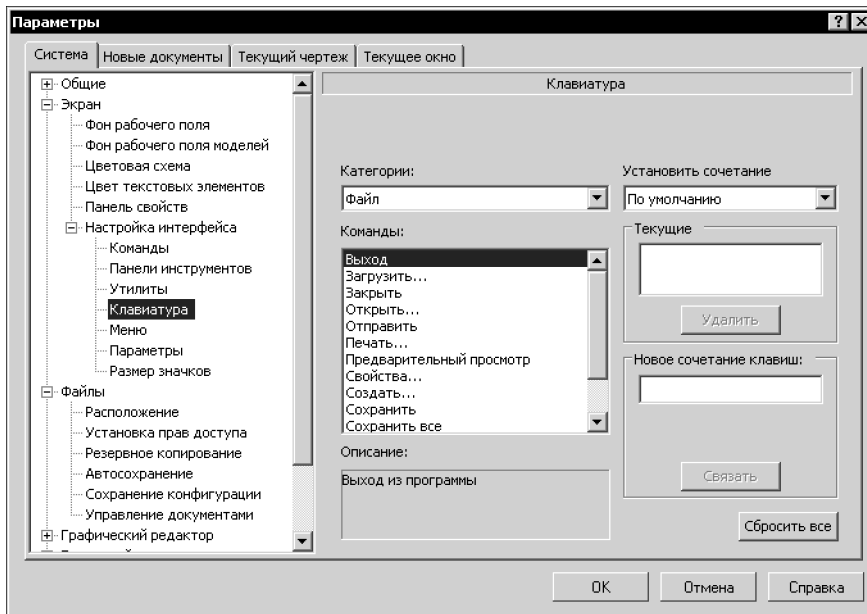 Параметры
Система
Новые документы
Текущий чертеж
Текущее окно
Общие
Экран
Фон рабочего поля
Фон рабочего поля моделей
Цветовая схема
Цвет текстовых элементов
Панель свойств
Настройка интерфейса
Команды
Панели инструментов
Утилиты
Клавиатура
Меню
Параметры
Размер значков
Файлы
Расположение
Установка прав доступа
Резервное копирование
Автосохранение
Сохранение конфигурации
Управление документами
Графический редактор
Клавиатура
Категории:
Файл
Команды:
Выход
Загрузить...
Закрыть
Открыть...
Отправить
Печать...
Предварительный просмотр
Свойства...
Создать...
Сохранить
Сохранить все
Описание:
Выход из программы
Установить сочетание
По умолчанию
Текущие
Удалить
Новое сочетание клавиш:
Связать
Сбросить все
OK
Отмена
Справка